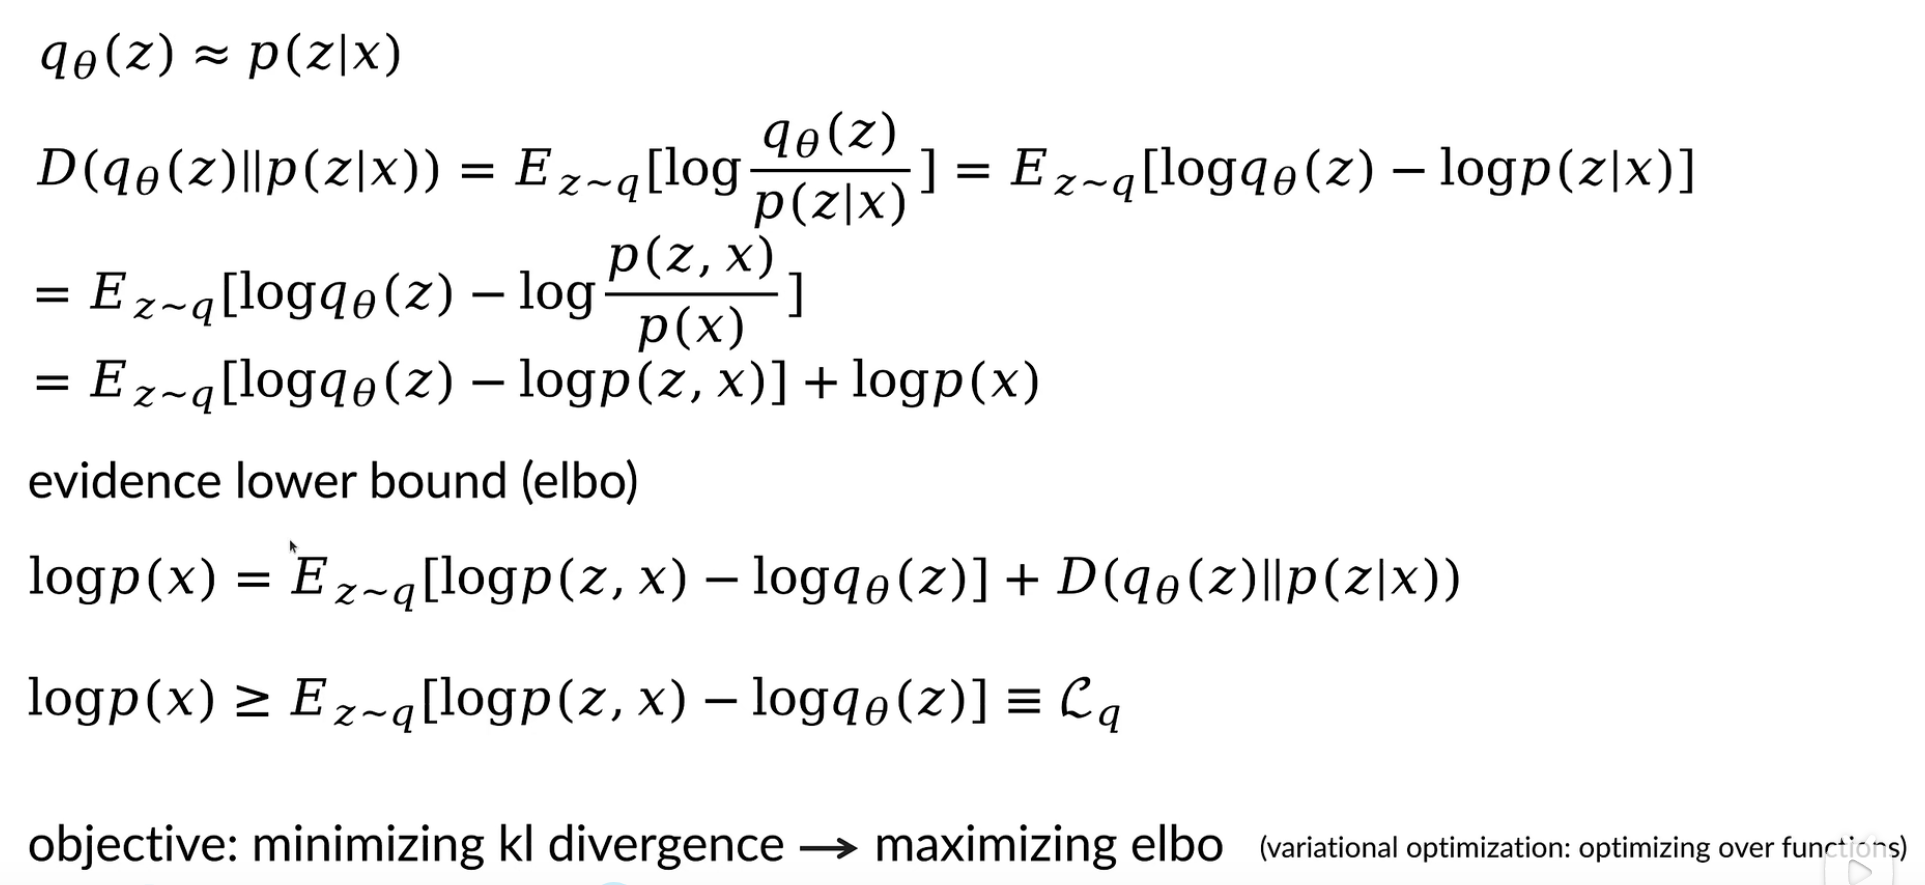 qθ(z) ≈ p(z|x)
D(qθ(z)||p(z|x)) = E z~q[log qθ(z)/p(z|x)] = E z~q[logqθ(z) − logp(z|x)]
= E z~q[logqθ(z) − log p(z, x)/p(x)]
= E z~q[logqθ(z) − logp(z, x)] + logp(x)
evidence lower bound (elbo)
logp(x) = E z~q[logp(z, x) − logqθ(z)] + D(qθ(z)||p(z|x))
logp(x) ≥ E z~q[logp(z, x) − logqθ(z)] ≡ ℒq
objective: minimizing kl divergence → maximizing elbo (variational optimization: optimizing over functions)